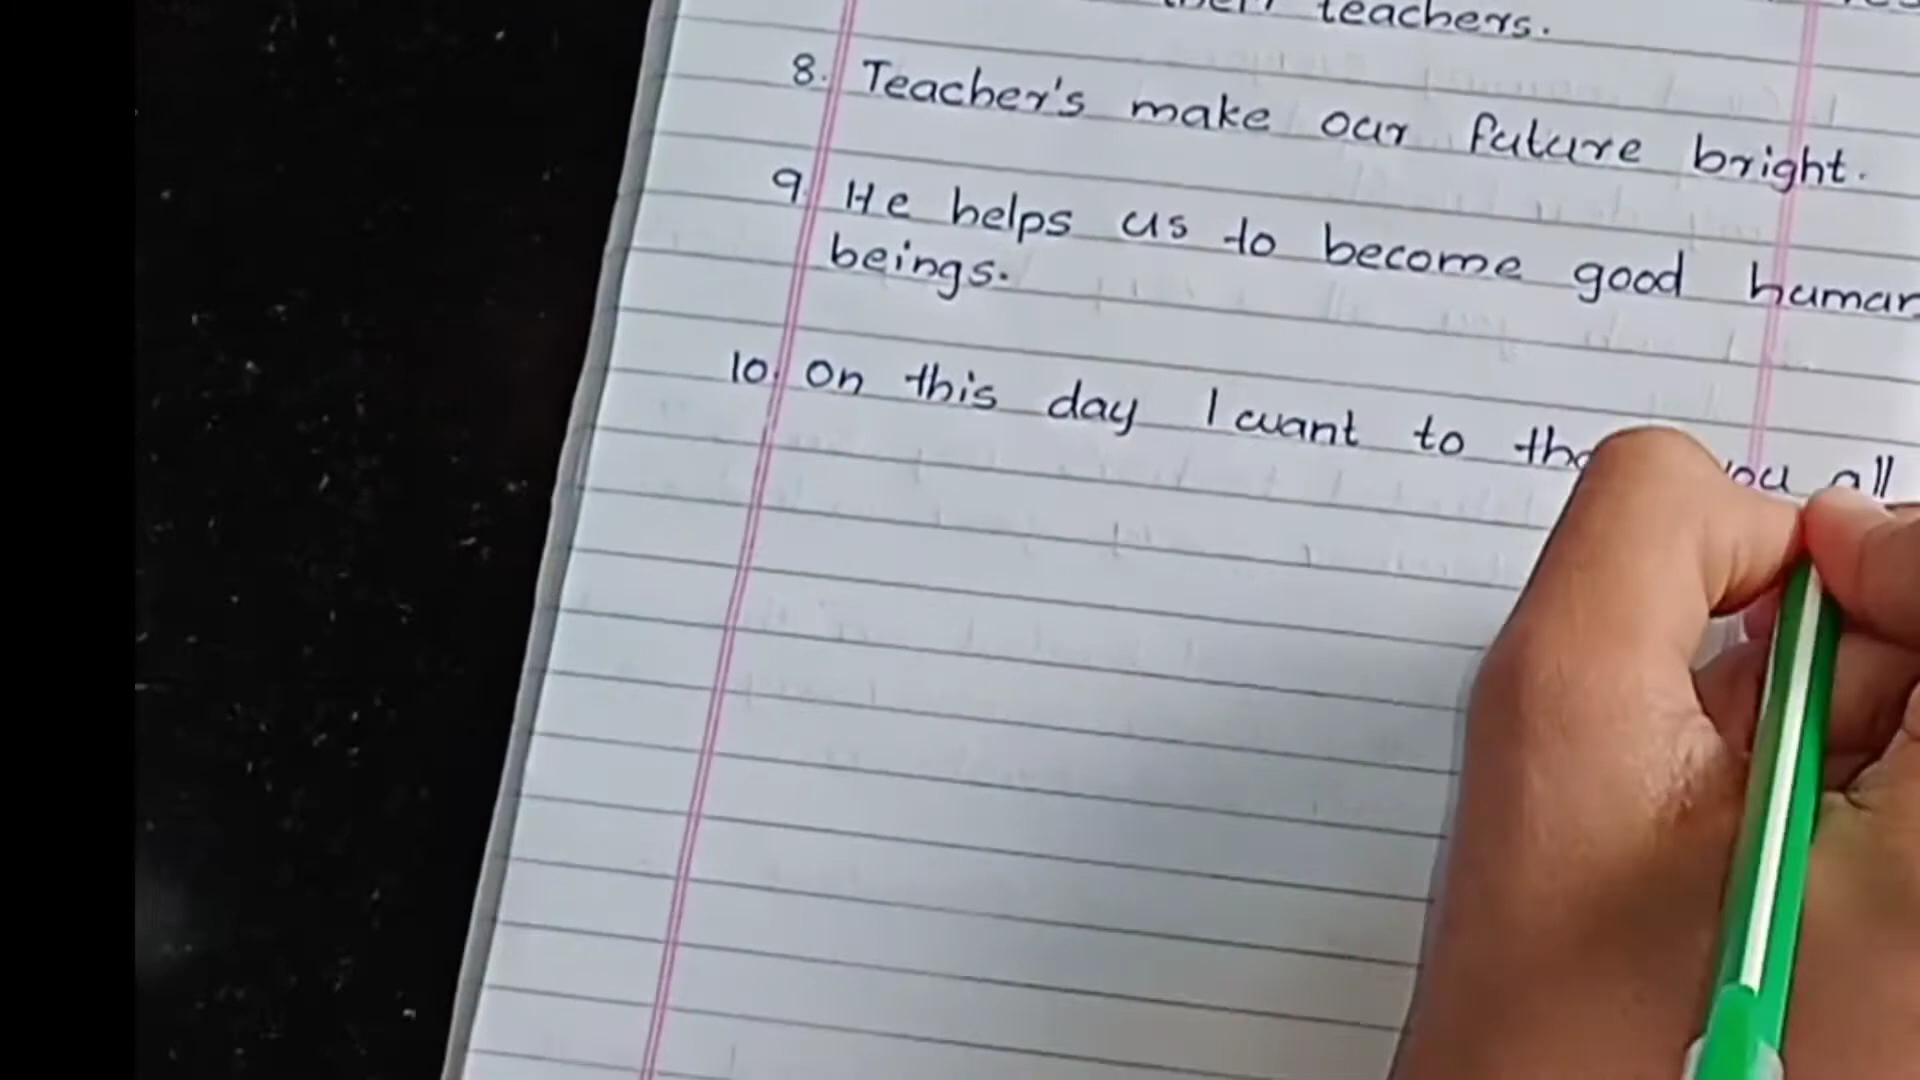 teachers.
8. Teacher's make our future bright.
9. He helps us to become good human
beings.
10. On this day I want to you all